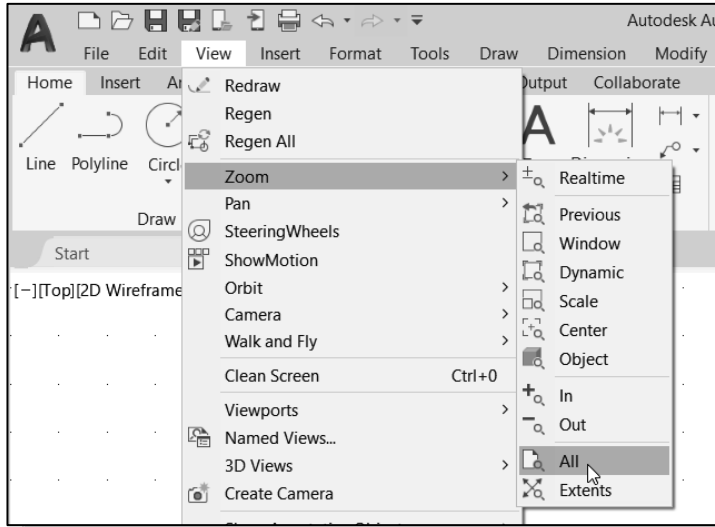 A
Autodesk Au
File Edit View Insert Format Tools Draw Dimension Modify
Home Insert Output Collaborate
Line Polyline Circl
Draw
Start
[−][Top][2D Wireframe
A
Redraw
Regen
Regen All
Zoom >
Pan >
SteeringWheels
ShowMotion
Orbit >
Camera >
Walk and Fly >
Clean Screen Ctrl+0
Viewports >
Named Views...
3D Views >
Create Camera
Realtime
Previous
Window
Dynamic
Scale
Center
Object
In
Out
All
Extents